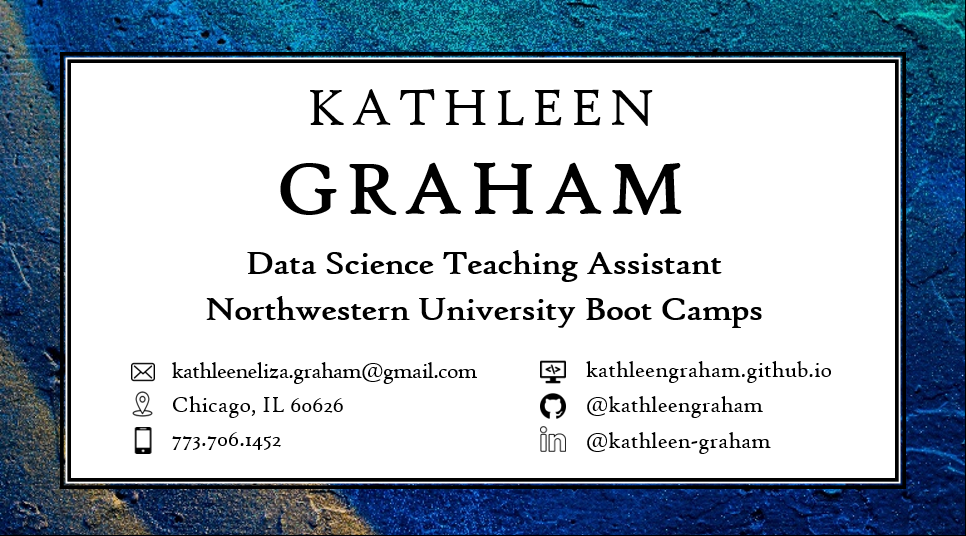 KATHLEEN
GRAHAM
Data Science Teaching Assistant
Northwestern University Boot Camps
kathleeneliza.graham@gmail.com
Chicago, IL 60626
773.706.1452
kathleengraham.github.io
@kathleengraham
@kathleen-graham